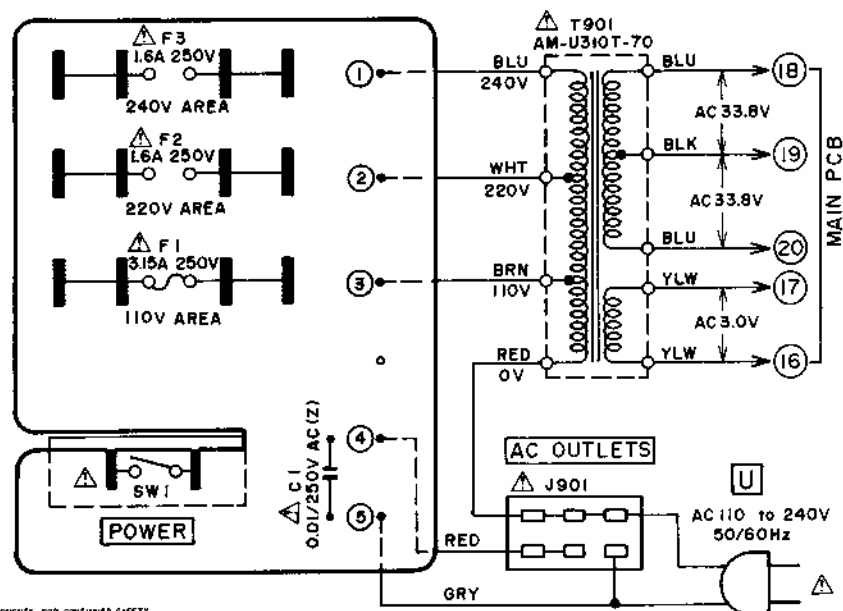 ⚠ F3
1.6A 250V
240V AREA
⚠ F2
1.6A 250V
220V AREA
⚠ F1
3.15A 250V
110V AREA
1
2
3
4
5
⚠ SW1
POWER
⚠ C1
0.01/250V AC(Z)
⚠ T901
AM-U310T-70
BLU
240V
WHT
220V
BRN
110V
RED
0V
BLU
18
AC 33.8V
BLK
19
AC 33.8V
BLU
20
YLW
17
AC 3.0V
YLW
16
MAIN PCB
AC OUTLETS
⚠ J901
RED
GRY
U
AC 110 to 240V
50/60Hz
⚠
SAFETY